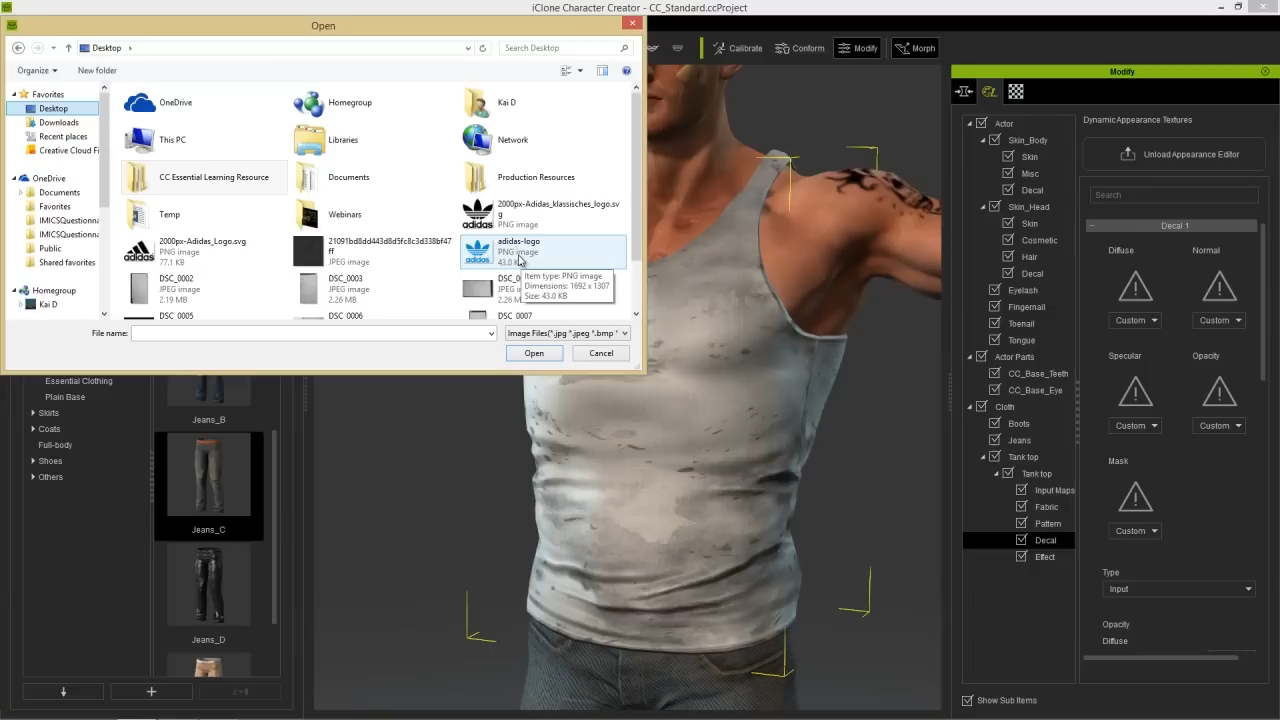 iClone Character Creator - CC_Standard.ccProject
Open
Desktop
Search Desktop
Organize
New folder
Favorites
Desktop
Downloads
Recent places
Creative Cloud Fi
OneDrive
Documents
Favorites
IMICSQuestionna
IMICSQuestionna
Public
Shared favorites
Homegroup
Kai D
OneDrive
Homegroup
Kai D
This PC
Libraries
Network
CC Essential Learning Resource
Documents
Production Resources
Temp
Webinars
2000px-Adidas_klassisches_logo.sv
g
PNG image
2000px-Adidas_Logo.svg
PNG image
77.1 KB
21091bd8dd443d8d5fc8c3d338bf47
ff
JPEG image
adidas-logo
PNG image
43.0 K
Item type: PNG image
Dimensions: 1692 x 1307
Size: 43.0 KB
DSC_0002
JPEG image
2.19 MB
DSC_0003
JPEG image
2.26 MB
DSC_0
JPEG
2.26 M
DSC_0005
DSC_0006
DSC_0007
File name:
Image Files(*.jpg *.jpeg *.bmp *
Open
Cancel
Calibrate
Conform
Modify
Morph
Essential Clothing
Plain Base
Skirts
Coats
Full-body
Shoes
Others
Jeans_B
Jeans_C
Jeans_D
Modify
Actor
Skin_Body
Skin
Misc
Decal
Skin_Head
Skin
Cosmetic
Hair
Decal
Eyelash
Fingernail
Toenail
Tongue
Actor Parts
CC_Base_Teeth
CC_Base_Eye
Cloth
Boots
Jeans
Tank top
Tank top
Input Maps
Fabric
Pattern
Decal
Effect
Show Sub Items
Dynamic Appearance Textures
Unload Appearance Editor
Search
Decal 1
Diffuse
Normal
Custom
Custom
Specular
Opacity
Custom
Custom
Mask
Custom
Type
Input
Opacity
Diffuse